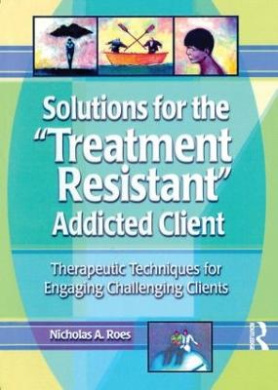 Solutions for the
"Treatment
Resistant"
Addicted Client
Therapeutic Techniques for
Engaging Challenging Clients
Nicholas A. Roes
R